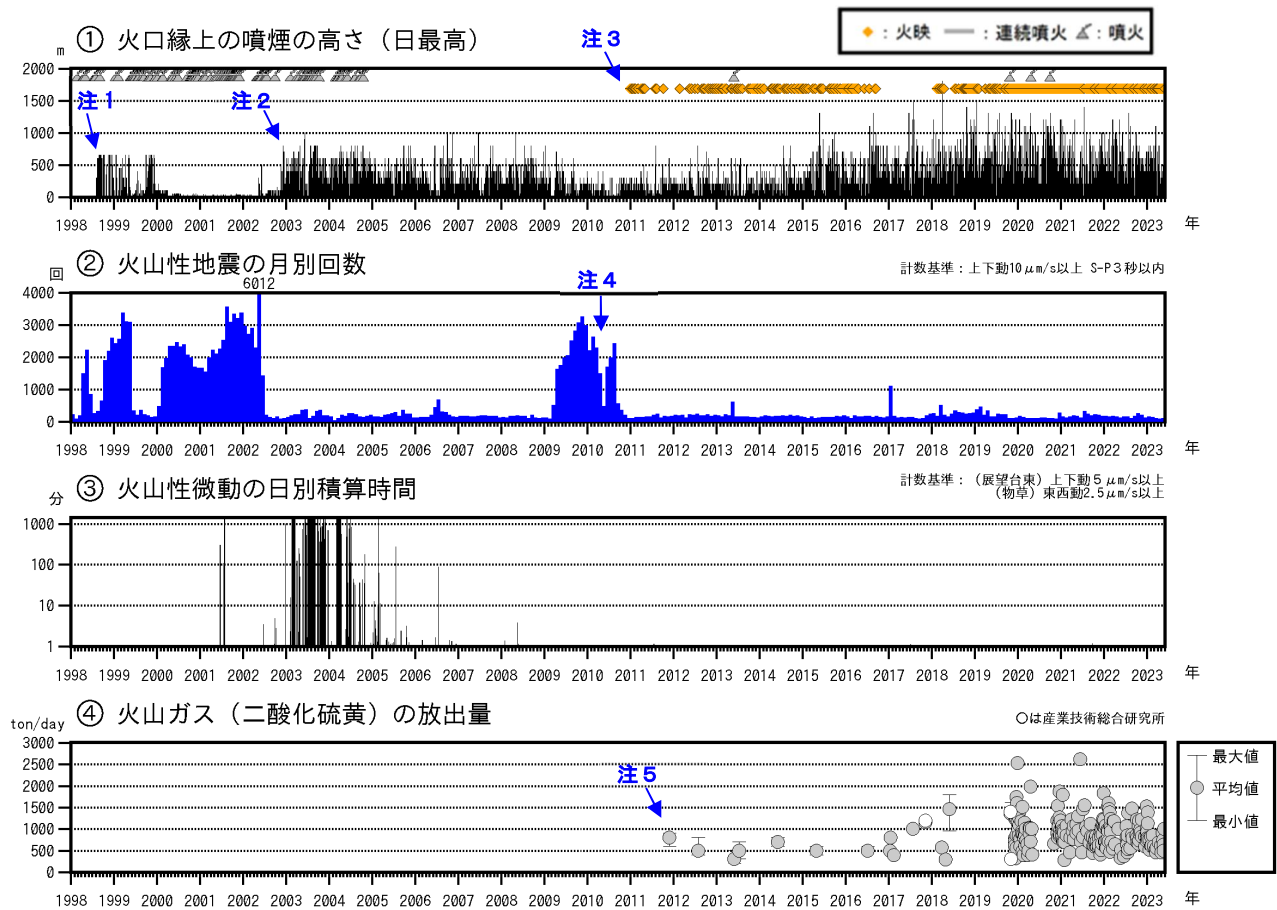 ◆：火映 ── ：連続噴火 ：噴火
① 火口縁上の噴煙の高さ（日最高）
注３
m
2000
1500
1000
500
0
注１
注２
1998 1999 2000 2001 2002 2003 2004 2005 2006 2007 2008 2009 2010 2011 2012 2013 2014 2015 2016 2017 2018 2019 2020 2021 2022 2023 年
② 火山性地震の月別回数
計数基準：上下動10μm/s以上 S-P３秒以内
回
6012
注４
4000
3000
2000
1000
0
1998 1999 2000 2001 2002 2003 2004 2005 2006 2007 2008 2009 2010 2011 2012 2013 2014 2015 2016 2017 2018 2019 2020 2021 2022 2023 年
③ 火山性微動の日別積算時間
計数基準：（展望台東）上下動５μm/s以上
（物草）東西動2.5μm/s以上
分
1000
100
10
1
1998 1999 2000 2001 2002 2003 2004 2005 2006 2007 2008 2009 2010 2011 2012 2013 2014 2015 2016 2017 2018 2019 2020 2021 2022 2023 年
④ 火山ガス（二酸化硫黄）の放出量
○は産業技術総合研究所
ton/day
3000
2500
2000
1500
1000
500
0
注５
最大値
平均値
最小値
1998 1999 2000 2001 2002 2003 2004 2005 2006 2007 2008 2009 2010 2011 2012 2013 2014 2015 2016 2017 2018 2019 2020 2021 2022 2023 年